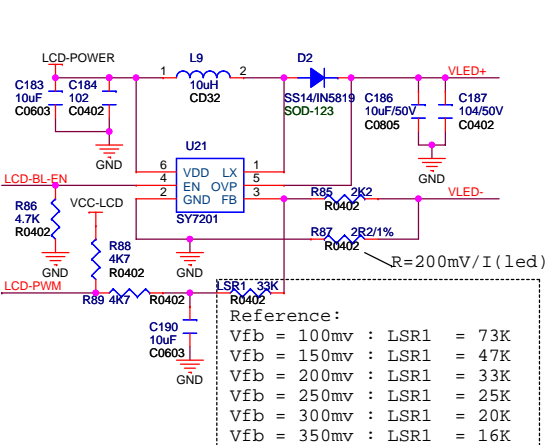 LCD-POWER
L9
D2
1
2
VLED+
C183
10uF
C0603
C184
102
C0402
10uH
CD32
SS14/IN5819
SOD-123
C186
10uF/50V
C0805
C187
104/50V
C0402
GND
U21
GND
6
VDD
LX
1
LCD-BL-EN
4
EN
OVP
5
2
GND
FB
3
SY7201
R85
2K2
R0402
VLED-
R86
4.7K
R0402
VCC-LCD
R87
2R2/1%
R0402
R88
4K7
R0402
GND
GND
R=200mV/I(led)
LCD-PWM
R89
4K7
R0402
LSR1
33K
R0402
C190
10uF
C0603
GND
Reference:
Vfb = 100mv : LSR1 = 73K
Vfb = 150mv : LSR1 = 47K
Vfb = 200mv : LSR1 = 33K
Vfb = 250mv : LSR1 = 25K
Vfb = 300mv : LSR1 = 20K
Vfb = 350mv : LSR1 = 16K